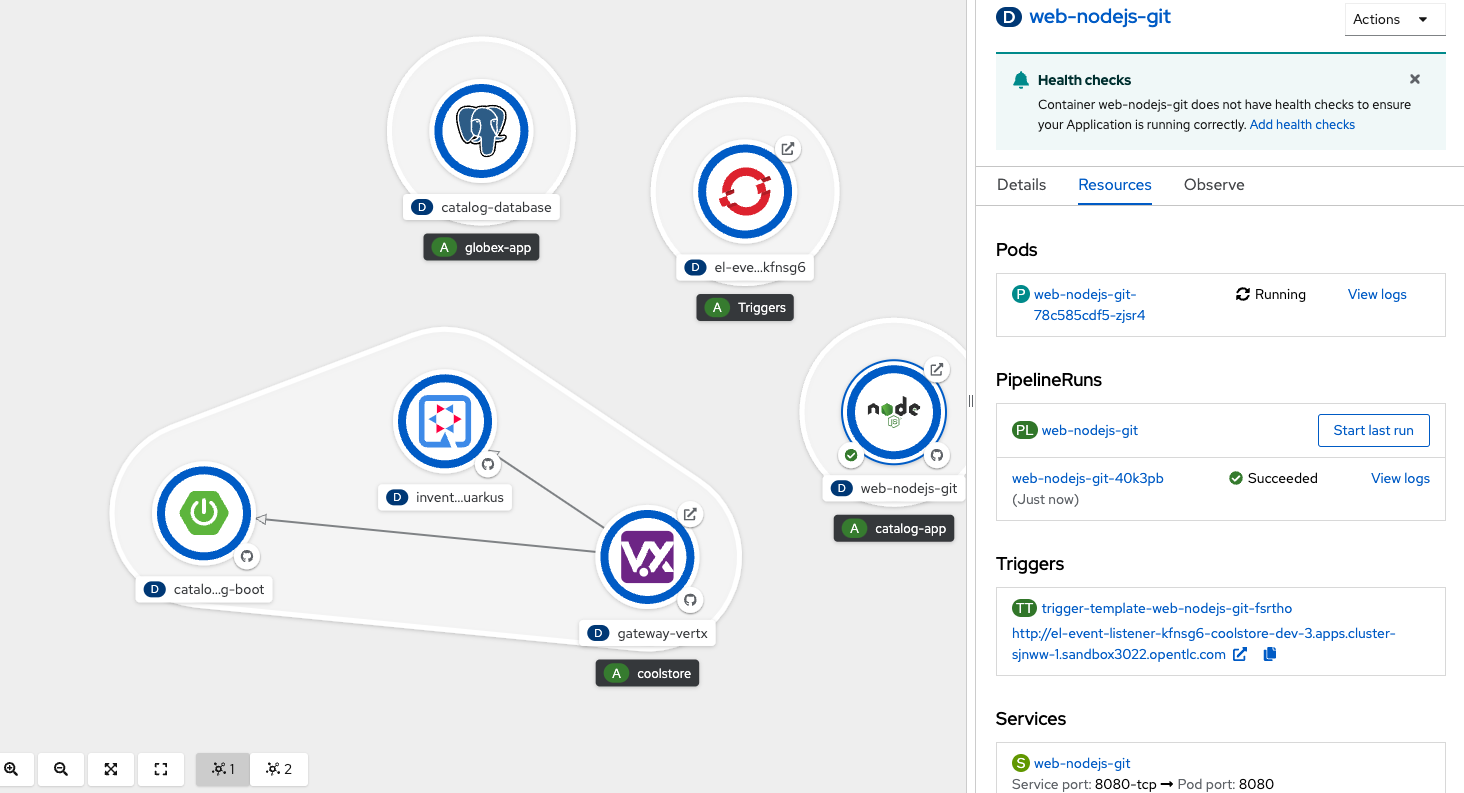 D catalog-database
A globex-app
D el-eve...kfnsg6
A Triggers
D invent...uarkus
node
JS
D web-nodejs-git
A catalog-app
D catalo...g-boot
V.X
D gateway-vertx
A coolstore
1
2
D web-nodejs-git
Actions
Health checks
Container web-nodejs-git does not have health checks to ensure
your Application is running correctly. Add health checks
Details Resources Observe
Pods
P web-nodejs-git-
78c585cdf5-zjsr4
Running
View logs
PipelineRuns
PL web-nodejs-git
Start last run
web-nodejs-git-40k3pb
(Just now)
Succeeded
View logs
Triggers
TT trigger-template-web-nodejs-git-fsrtho
http://el-event-listener-kfnsg6-coolstore-dev-3.apps.cluster-
sjnww-1.sandbox3022.opentlc.com
Services
S web-nodejs-git
Service port: 8080-tcp → Pod port: 8080